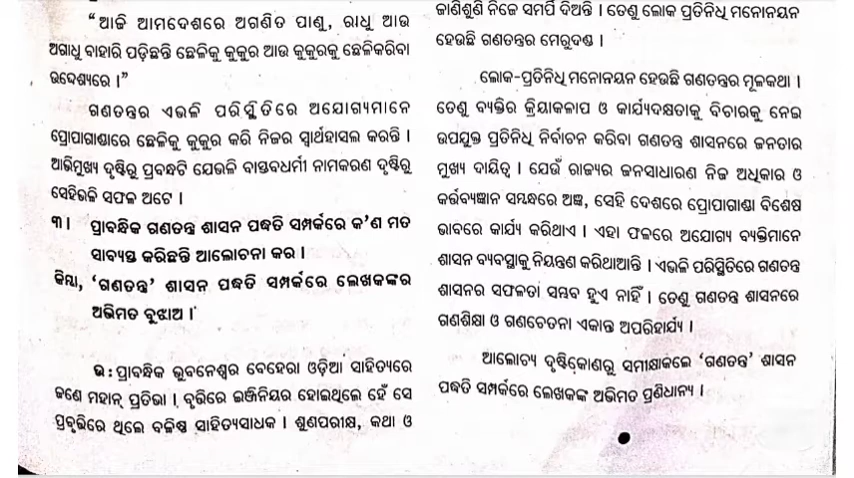 “ଆଜି ଆମଦେଶରେ ଅଗଣିତ ପାଣୁ, ରାଧୁ ଆଉ
ଅଗାଧୁ ବାହାରି ପଡ଼ିଛନ୍ତି ଛେଳିକୁ କୁକୁର ଆଉ କୁକୁରକୁ ଛେଳିକରିବା
ଉଦ୍ଦେଶ୍ୟରେ ।”
ଗଣତନ୍ତ୍ରର ଏଭଳି ପରିସ୍ଥିତିରେ ଅଯୋଗ୍ୟମାନେ
ପ୍ରୋପାଗାଣ୍ଡାରେ ଛେଳିକୁ କୁକୁର କରି ନିଜର ସ୍ୱାର୍ଥହାସଲ କରନ୍ତି ।
ଆଭିମୁଖ୍ୟ ଦୃଷ୍ଟିରୁ ପ୍ରବନ୍ଧଟି ଯେଭଳି ବାସ୍ତବଧର୍ମୀ ନାମକରଣ ଦୃଷ୍ଟିରୁ
ସେହିଭଳି ସଫଳ ଅଟେ ।
୩। ପ୍ରାବନ୍ଧିକ ଗଣତନ୍ତ୍ର ଶାସନ ପଦ୍ଧତି ସମ୍ପର୍କରେ କ’ଣ ମତ
ସାବ୍ୟସ୍ତ କରିଛନ୍ତି ଆଲୋଚନା କର ।
କିମ୍ବା, ‘ଗଣତନ୍ତ୍ର’ ଶାସନ ପଦ୍ଧତି ସମ୍ପର୍କରେ ଲେଖକଙ୍କର
ଅଭିମତ ବୁଝାଅ ।
ଉ: ପ୍ରାବନ୍ଧିକ ଭୁବନେଶ୍ୱର ବେହେରା ଓଡ଼ିଆ ସାହିତ୍ୟରେ
ଜଣେ ମହାନ୍ ପ୍ରତିଭା । ବୃତ୍ତିରେ ଇଞ୍ଜିନିୟର ହୋଇଥିଲେ ହେଁ ସେ
ପ୍ରବୃତ୍ତିରେ ଥିଲେ ବଳିଷ୍ଠ ସାହିତ୍ୟସାଧକ । ଶୁଣପରୀକ୍ଷ, କଥା ଓ
ଜାଣିଶୁଣି ନିଜେ ସମର୍ପି ଦିଅନ୍ତି । ତେଣୁ ଲୋକ ପ୍ରତିନିଧି ମନୋନୟନ
ହେଉଛି ଗଣତନ୍ତ୍ରର ମେରୁଦଣ୍ଡ ।
ଲୋକ-ପ୍ରତିନିଧି ମନୋନୟନ ହେଉଛି ଗଣତନ୍ତ୍ରର ମୂଳକଥା ।
ତେଣୁ ବ୍ୟକ୍ତିର କ୍ରିୟାକଳାପ ଓ କାର୍ଯ୍ୟଦକ୍ଷତାକୁ ବିଚାରକୁ ନେଇ
ଉପଯୁକ୍ତ ପ୍ରତିନିଧି ନିର୍ବାଚନ କରିବା ଗଣତନ୍ତ୍ର ଶାସନରେ ଜନତାର
ମୁଖ୍ୟ ଦାୟିତ୍ୱ । ଯେଉଁ ରାଜ୍ୟର ଜନସାଧାରଣ ନିଜ ଅଧିକାର ଓ
କର୍ତ୍ତବ୍ୟଜ୍ଞାନ ସମ୍ବନ୍ଧରେ ଅଜ୍ଞ, ସେହି ଦେଶରେ ପ୍ରୋପାଗାଣ୍ଡା ବିଶେଷ
ଭାବରେ କାର୍ଯ୍ୟ କରିଥାଏ । ଏହା ଫଳରେ ଅଯୋଗ୍ୟ ବ୍ୟକ୍ତିମାନେ
ଶାସନ ବ୍ୟବସ୍ଥାକୁ ନିୟନ୍ତ୍ରଣ କରିଥାଆନ୍ତି । ଏଭଳି ପରିସ୍ଥିତିରେ ଗଣତନ୍ତ୍ର
ଶାସନର ସଫଳତା ସମ୍ଭବ ହୁଏ ନାହିଁ । ତେଣୁ ଗଣତନ୍ତ୍ର ଶାସନରେ
ଗଣଶିକ୍ଷା ଓ ଗଣଚେତନା ଏକାନ୍ତ ଅପରିହାର୍ଯ୍ୟ ।
ଆଲୋଚ୍ୟ ଦୃଷ୍ଟିକୋଣରୁ ସମୀକ୍ଷାକଲେ ‘ଗଣତନ୍ତ୍ର’ ଶାସନ
ପଦ୍ଧତି ସମ୍ପର୍କରେ ଲେଖକଙ୍କ ଅଭିମତ ପ୍ରଣିଧାନ୍ୟ ।